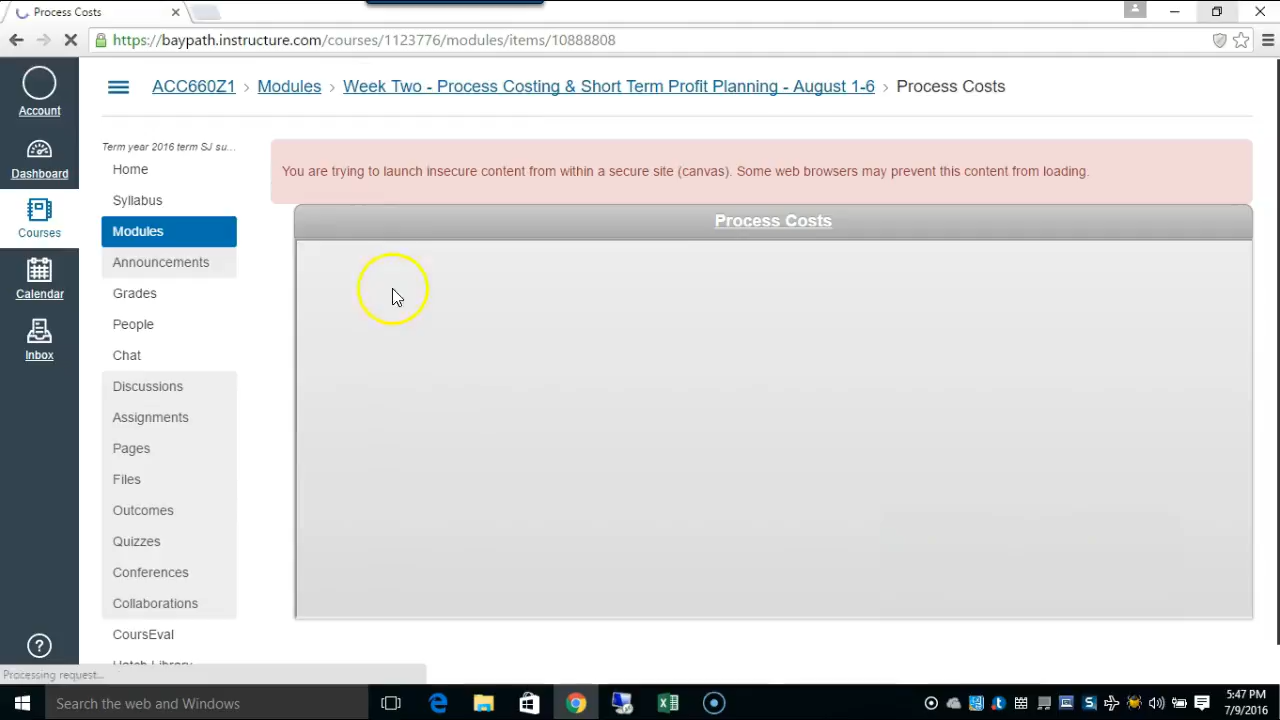 Process Costs
https://baypath.instructure.com/courses/1123776/modules/items/10888808
Account
Dashboard
Courses
Calendar
Inbox
ACC660Z1 › Modules › Week Two - Process Costing & Short Term Profit Planning - August 1-6 › Process Costs
Term year 2016 term SJ su...
Home
Syllabus
Modules
Announcements
Grades
People
Chat
Discussions
Assignments
Pages
Files
Outcomes
Quizzes
Conferences
Collaborations
CoursEval
Hatch Library
You are trying to launch insecure content from within a secure site (canvas). Some web browsers may prevent this content from loading.
Process Costs
Processing request...
Search the web and Windows
5:47 PM
7/9/2016